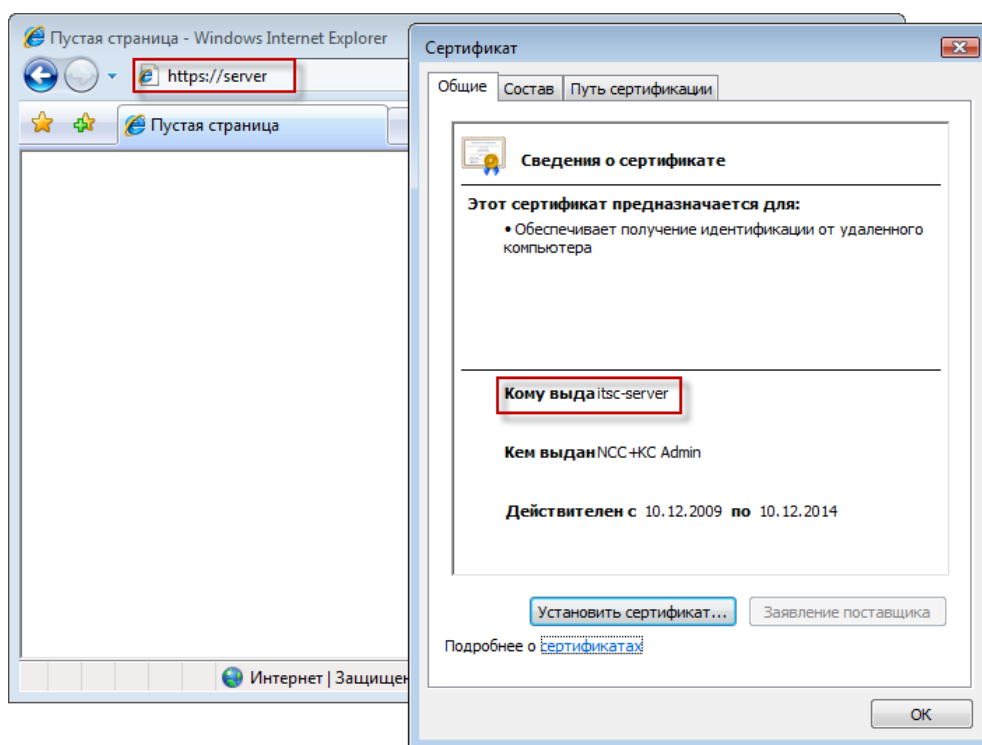 Пустая страница - Windows Internet Explorer
https://server
Пустая страница
Интернет | Защищен
Сертификат
Общие
Состав
Путь сертификации
Сведения о сертификате
Этот сертификат предназначается для:
• Обеспечивает получение идентификации от удаленного
компьютера
Кому выда itsc-server
Кем выдан NCC+KC Admin
Действителен с 10.12.2009 по 10.12.2014
Установить сертификат...
Заявление поставщика
Подробнее о сертификатах
ОК